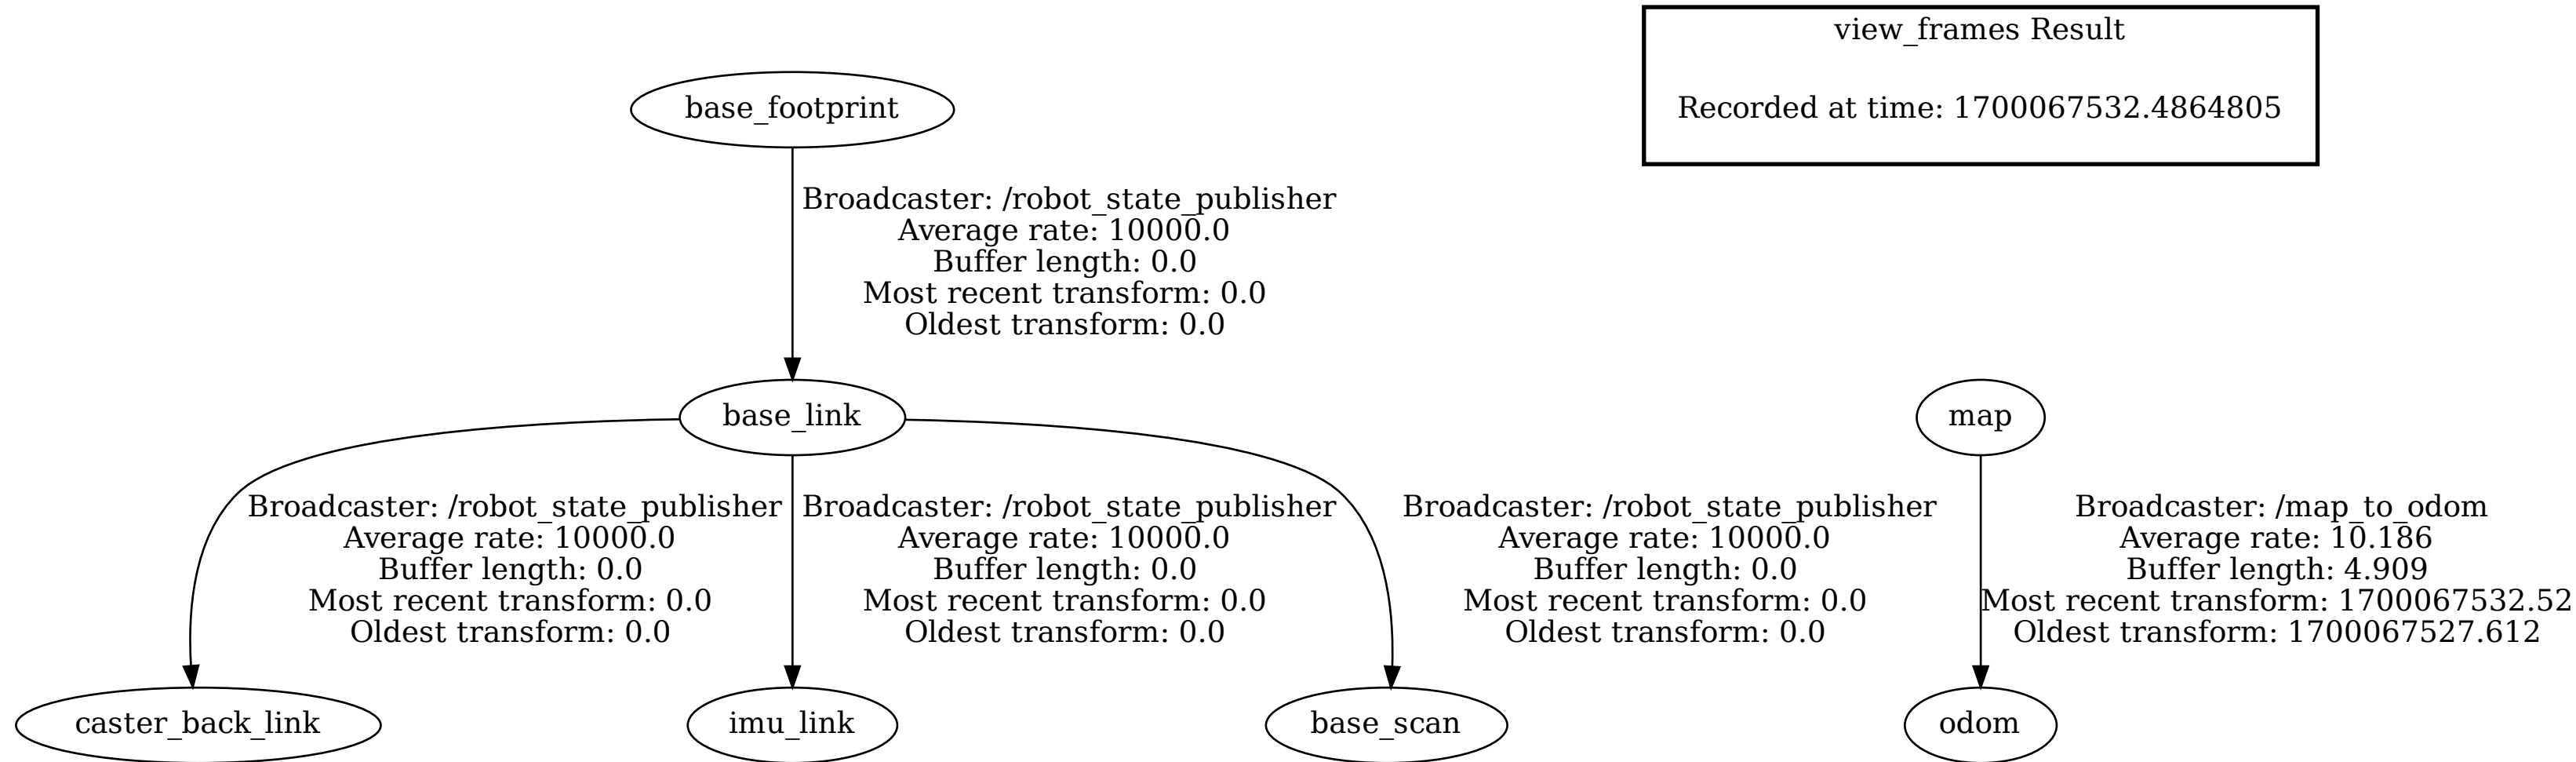 view_frames Result
Recorded at time: 1700067532.4864805
base_footprint
Broadcaster: /robot_state_publisher
Average rate: 10000.0
Buffer length: 0.0
Most recent transform: 0.0
Oldest transform: 0.0
base_link
map
Broadcaster: /robot_state_publisher
Average rate: 10000.0
Buffer length: 0.0
Most recent transform: 0.0
Oldest transform: 0.0
Broadcaster: /robot_state_publisher
Average rate: 10000.0
Buffer length: 0.0
Most recent transform: 0.0
Oldest transform: 0.0
Broadcaster: /robot_state_publisher
Average rate: 10000.0
Buffer length: 0.0
Most recent transform: 0.0
Oldest transform: 0.0
Broadcaster: /map_to_odom
Average rate: 10.186
Buffer length: 4.909
Most recent transform: 1700067532.52
Oldest transform: 1700067527.612
caster_back_link
imu_link
base_scan
odom